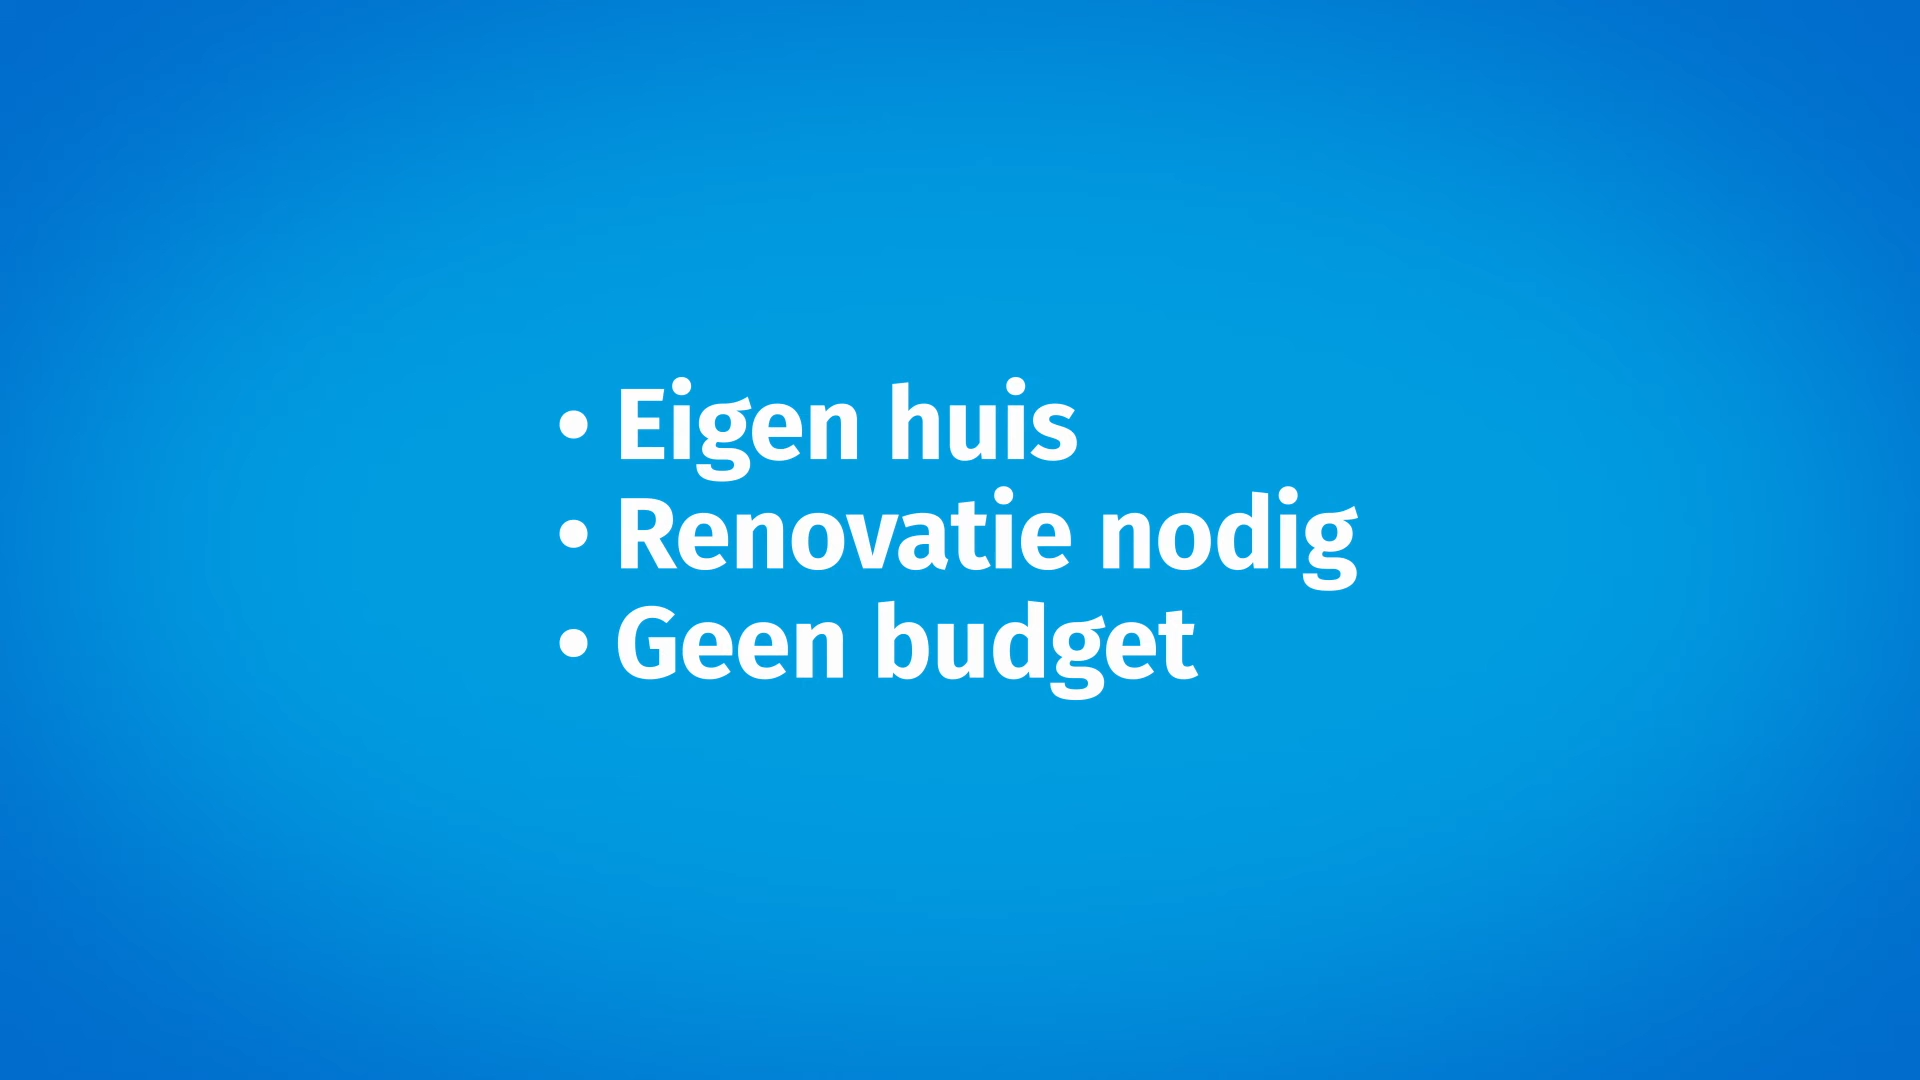 • Eigen huis
• Renovatie nodig
• Geen budget